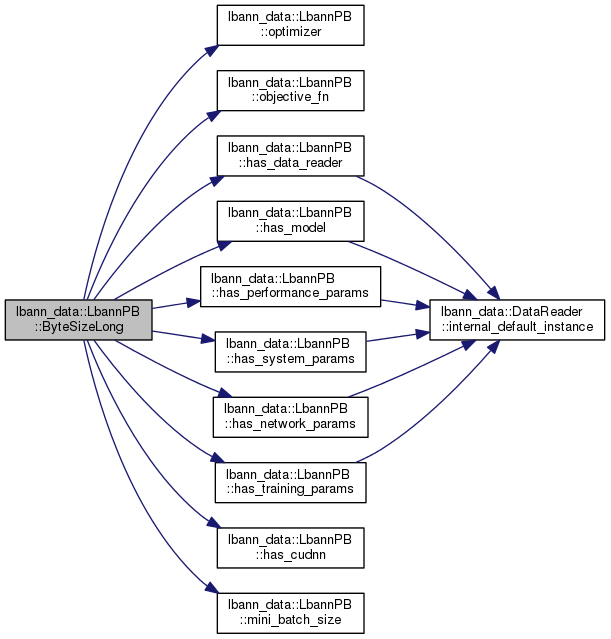 lbann_data::LbannPB
::optimizer
lbann_data::LbannPB
::objective_fn
lbann_data::LbannPB
::has_data_reader
lbann_data::LbannPB
::has_model
lbann_data::LbannPB
::has_performance_params
lbann_data::LbannPB
::ByteSizeLong
lbann_data::DataReader
::internal_default_instance
lbann_data::LbannPB
::has_system_params
lbann_data::LbannPB
::has_network_params
lbann_data::LbannPB
::has_training_params
lbann_data::LbannPB
::has_cudnn
lbann_data::LbannPB
::mini_batch_size